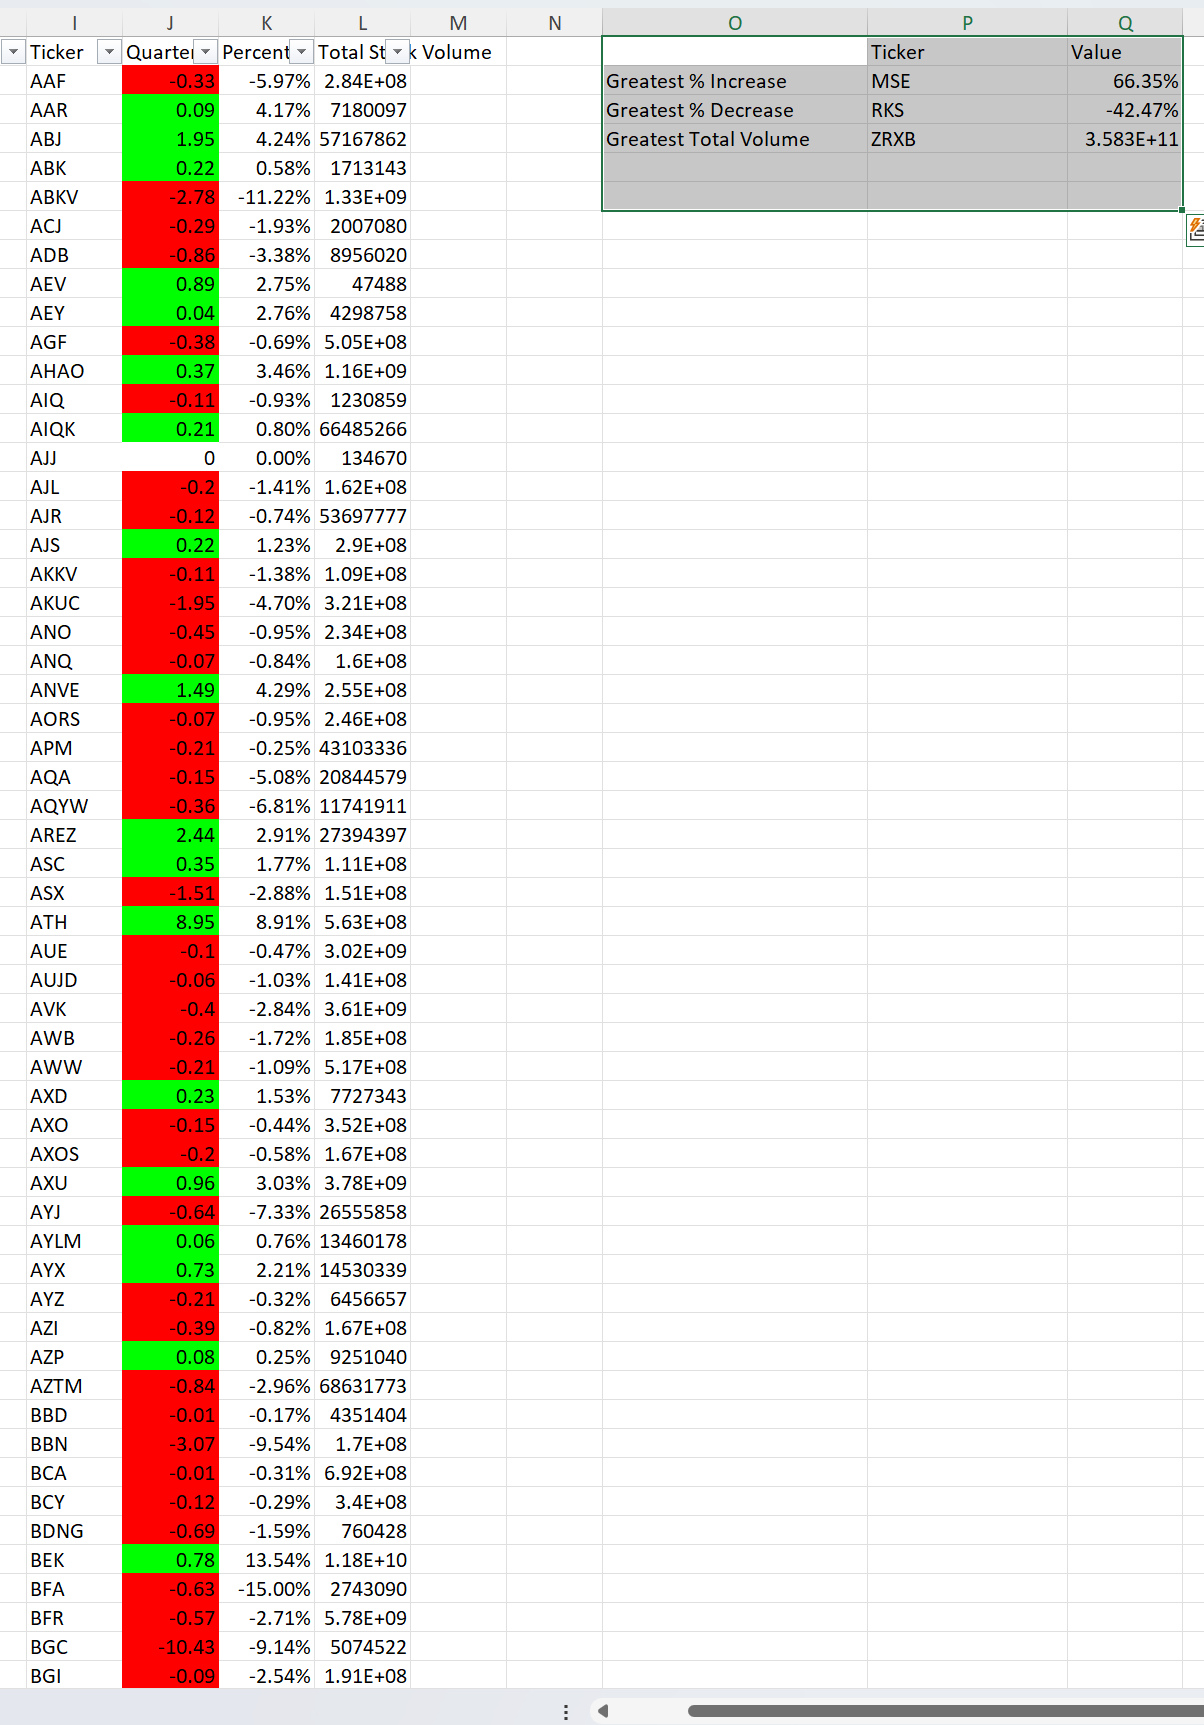 I J K L M N O P Q
Ticker Quarte Percent Total St k Volume Ticker Value
AAF -0.33 -5.97% 2.84E+08 Greatest % Increase MSE 66.35%
AAR 0.09 4.17% 7180097 Greatest % Decrease RKS -42.47%
ABJ 1.95 4.24% 57167862 Greatest Total Volume ZRXB 3.583E+11
ABK 0.22 0.58% 1713143
ABKV -2.78 -11.22% 1.33E+09
ACJ -0.29 -1.93% 2007080
ADB -0.86 -3.38% 8956020
AEV 0.89 2.75% 47488
AEY 0.04 2.76% 4298758
AGF -0.38 -0.69% 5.05E+08
AHAO 0.37 3.46% 1.16E+09
AIQ -0.11 -0.93% 1230859
AIQK 0.21 0.80% 66485266
AJJ 0 0.00% 134670
AJL -0.2 -1.41% 1.62E+08
AJR -0.12 -0.74% 53697777
AJS 0.22 1.23% 2.9E+08
AKKV -0.11 -1.38% 1.09E+08
AKUC -1.95 -4.70% 3.21E+08
ANO -0.45 -0.95% 2.34E+08
ANQ -0.07 -0.84% 1.6E+08
ANVE 1.49 4.29% 2.55E+08
AORS -0.07 -0.95% 2.46E+08
APM -0.21 -0.25% 43103336
AQA -0.15 -5.08% 20844579
AQYW -0.36 -6.81% 11741911
AREZ 2.44 2.91% 27394397
ASC 0.35 1.77% 1.11E+08
ASX -1.51 -2.88% 1.51E+08
ATH 8.95 8.91% 5.63E+08
AUE -0.1 -0.47% 3.02E+09
AUJD -0.06 -1.03% 1.41E+08
AVK -0.4 -2.84% 3.61E+09
AWB -0.26 -1.72% 1.85E+08
AWW -0.21 -1.09% 5.17E+08
AXD 0.23 1.53% 7727343
AXO -0.15 -0.44% 3.52E+08
AXOS -0.2 -0.58% 1.67E+08
AXU 0.96 3.03% 3.78E+09
AYJ -0.64 -7.33% 26555858
AYLM 0.06 0.76% 13460178
AYX 0.73 2.21% 14530339
AYZ -0.21 -0.32% 6456657
AZI -0.39 -0.82% 1.67E+08
AZP 0.08 0.25% 9251040
AZTM -0.84 -2.96% 68631773
BBD -0.01 -0.17% 4351404
BBN -3.07 -9.54% 1.7E+08
BCA -0.01 -0.31% 6.92E+08
BCY -0.12 -0.29% 3.4E+08
BDNG -0.69 -1.59% 760428
BEK 0.78 13.54% 1.18E+10
BFA -0.63 -15.00% 2743090
BFR -0.57 -2.71% 5.78E+09
BGC -10.43 -9.14% 5074522
BGI -0.09 -2.54% 1.91E+08